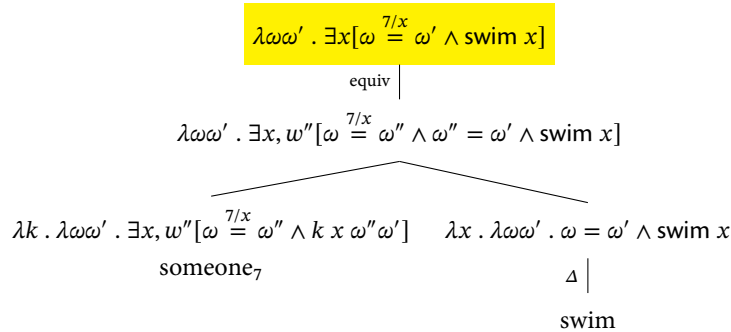 λωω′ . ∃x[ω =^{7/x} ω′ ∧ swim x]
equiv
λωω′ . ∃x, w″[ω =^{7/x} ω″ ∧ ω″ = ω′ ∧ swim x]
λk . λωω′ . ∃x, w″[ω =^{7/x} ω″ ∧ k x ω″ω′] λx . λωω′ . ω = ω′ ∧ swim x
someone₇ Δ
swim